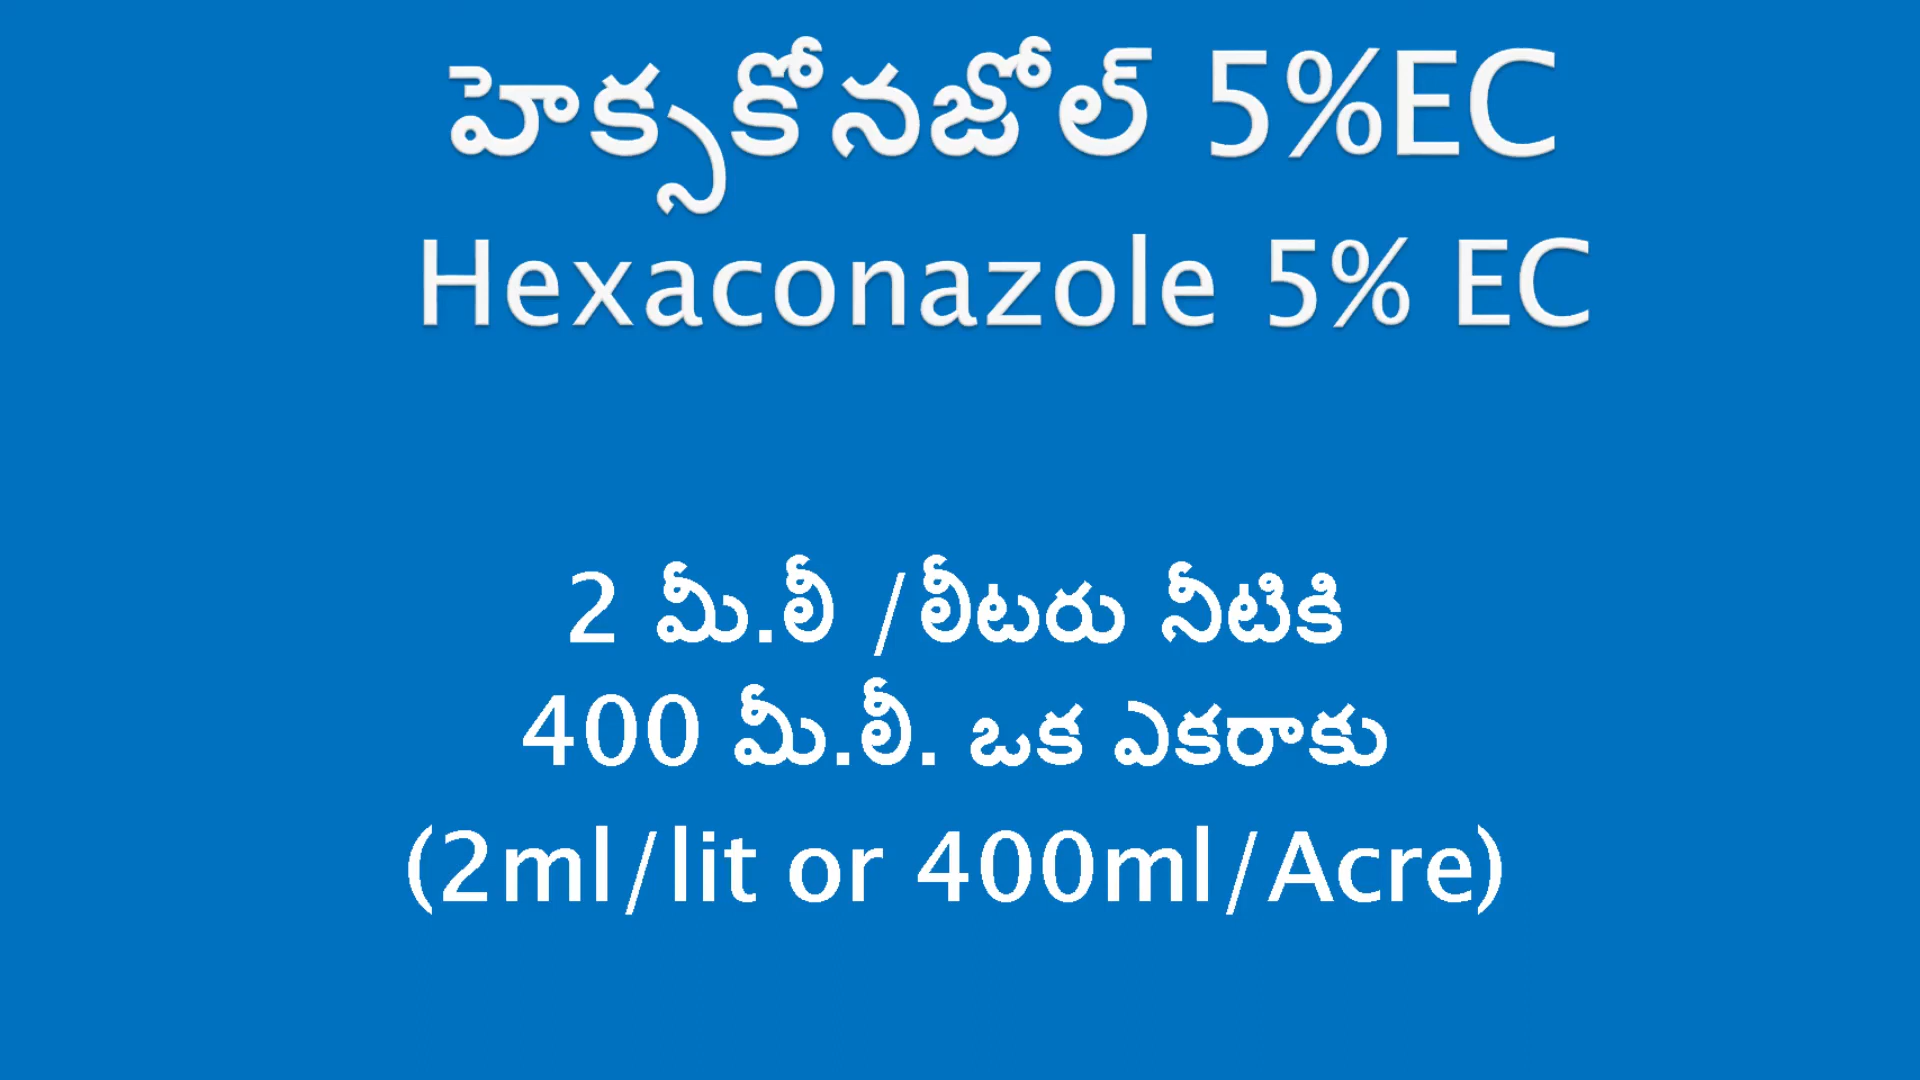 హెక్సకోనజోల్ 5%EC
Hexaconazole 5% EC
2 మీ.లీ /లీటరు నీటికి
400 మీ.లీ. ఒక ఎకరాకు
(2ml/lit or 400ml/Acre)